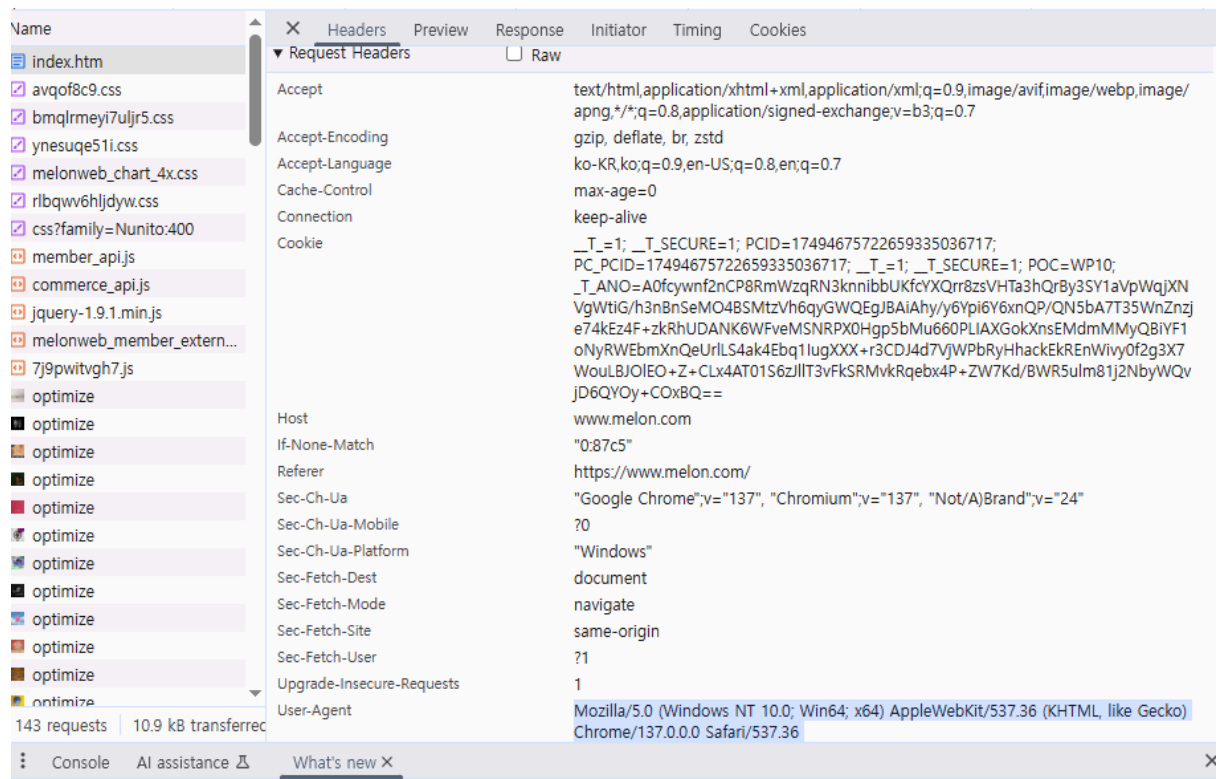 Name
index.htm
avqof8c9.css
bmqlrmeyi7uljr5.css
ynesuqe51i.css
melonweb_chart_4x.css
rlbqwv6hljdyw.css
css?family=Nunito:400
member_api.js
commerce_api.js
jquery-1.9.1.min.js
melonweb_member_extern...
7j9pwitvgh7.js
optimize
optimize
optimize
optimize
optimize
optimize
optimize
optimize
optimize
optimize
optimize
optimize
143 requests 10.9 kB transferred
Headers Preview Response Initiator Timing Cookies
▼ Request Headers Raw
Accept text/html,application/xhtml+xml,application/xml;q=0.9,image/avif,image/webp,image/
apng,*/*;q=0.8,application/signed-exchange;v=b3;q=0.7
Accept-Encoding gzip, deflate, br, zstd
Accept-Language ko-KR,ko;q=0.9,en-US;q=0.8,en;q=0.7
Cache-Control max-age=0
Connection keep-alive
Cookie __T_=1; __T_SECURE=1; PCID=17494675722659335036717;
PC_PCID=17494675722659335036717; __T_=1; __T_SECURE=1; POC=WP10;
_T_ANO=A0fcywnf2nCP8RmWzqRN3knnibbUKfcYXQrr8zsVHTa3hQrBy3SY1aVpWqjXN
VgWtiG/h3nBnSeMO4BSMtzVh6qyGWQEgJBAiAhy/y6Ypi6Y6xnQP/QN5bA7T35WnZnzj
e74kEz4F+zkRhUDANK6WFveMSNRPX0Hgp5bMu660PLIAXGokXnsEMdmMMyQBiYF1
oNyRWEbmXnQeUrlLS4ak4Ebq1IugXXX+r3CDJ4d7VjWPbRyHhackEkREnWivy0f2g3X7
WouLBJOlEO+Z+CLx4AT01S6zJllT3vFkSRMvkRqebx4P+ZW7Kd/BWR5ulm81j2NbyWQv
jD6QYOy+COxBQ==
Host www.melon.com
If-None-Match "0:87c5"
Referer https://www.melon.com/
Sec-Ch-Ua "Google Chrome";v="137", "Chromium";v="137", "Not/A)Brand";v="24"
Sec-Ch-Ua-Mobile ?0
Sec-Ch-Ua-Platform "Windows"
Sec-Fetch-Dest document
Sec-Fetch-Mode navigate
Sec-Fetch-Site same-origin
Sec-Fetch-User ?1
Upgrade-Insecure-Requests 1
User-Agent Mozilla/5.0 (Windows NT 10.0; Win64; x64) AppleWebKit/537.36 (KHTML, like Gecko)
Chrome/137.0.0.0 Safari/537.36
Console AI assistance What's new